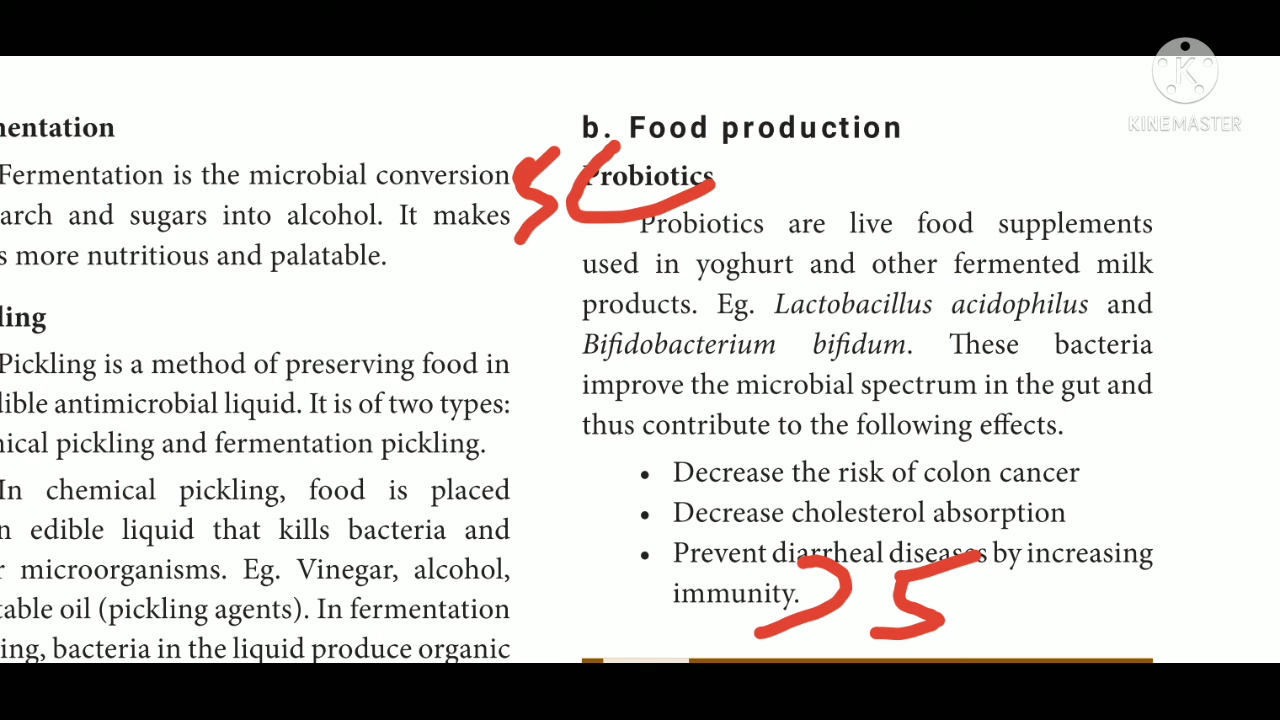 nentation
Fermentation is the microbial conversion
arch and sugars into alcohol. It makes
s more nutritious and palatable.
ling
Pickling is a method of preserving food in
lible antimicrobial liquid. It is of two types:
nical pickling and fermentation pickling.
In chemical pickling, food is placed
n edible liquid that kills bacteria and
r microorganisms. Eg. Vinegar, alcohol,
table oil (pickling agents). In fermentation
ing, bacteria in the liquid produce organic
b. Food production
Probiotics
Probiotics are live food supplements
used in yoghurt and other fermented milk
products. Eg. Lactobacillus acidophilus and
Bifidobacterium bifidum. These bacteria
improve the microbial spectrum in the gut and
thus contribute to the following effects.
• Decrease the risk of colon cancer
• Decrease cholesterol absorption
• Prevent diarrheal diseases by increasing
immunity.
K
KINEMASTER